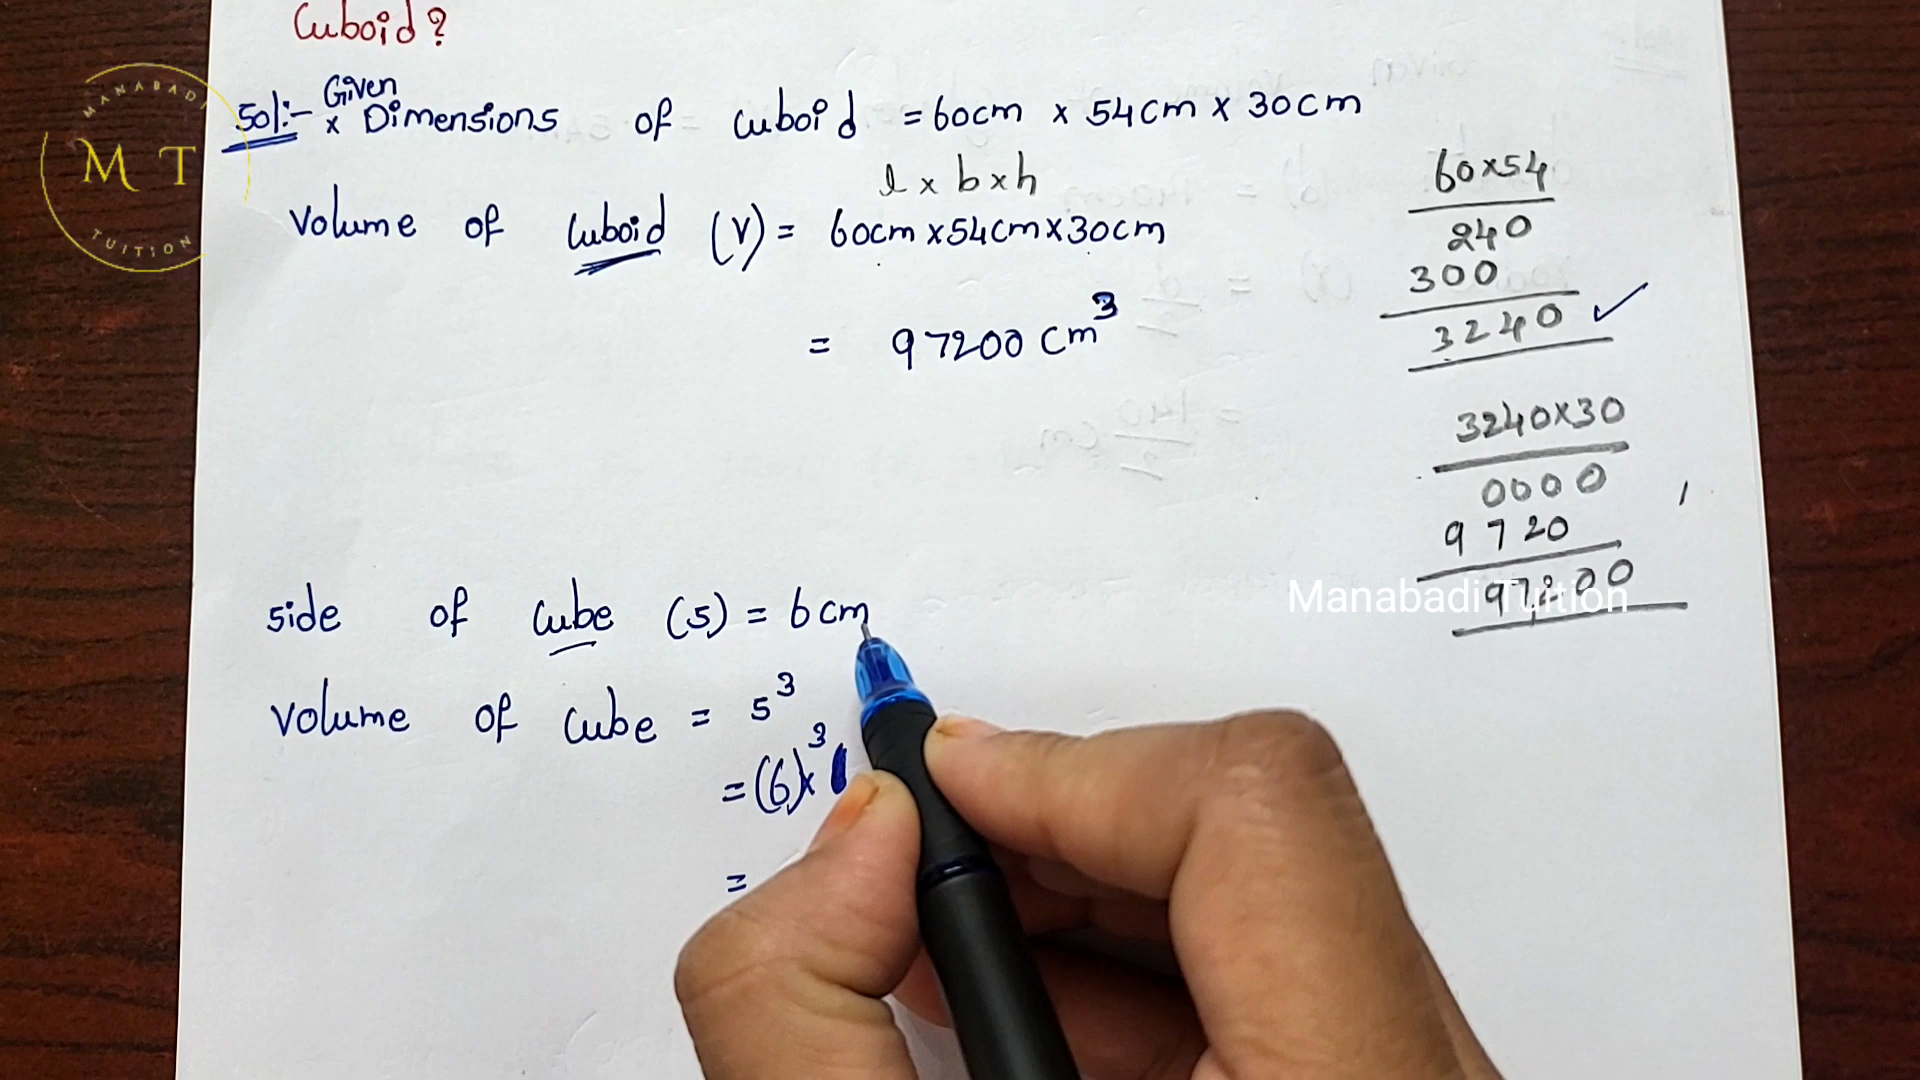 Cuboid?
Sol:- Given
x Dimensions of cuboid = 60cm x 54cm x 30cm
l x b x h
Volume of Cuboid (V) = 60cm x 54cm x 30cm
= 97200 cm³
side of cube (s) = 6cm
Volume of cube = s³
= (6)³
=
60x54
240
300
3240 ✓
3240x30
0000
9720
97200
MANABADI
M T
TUITION
Manabadi Tuition